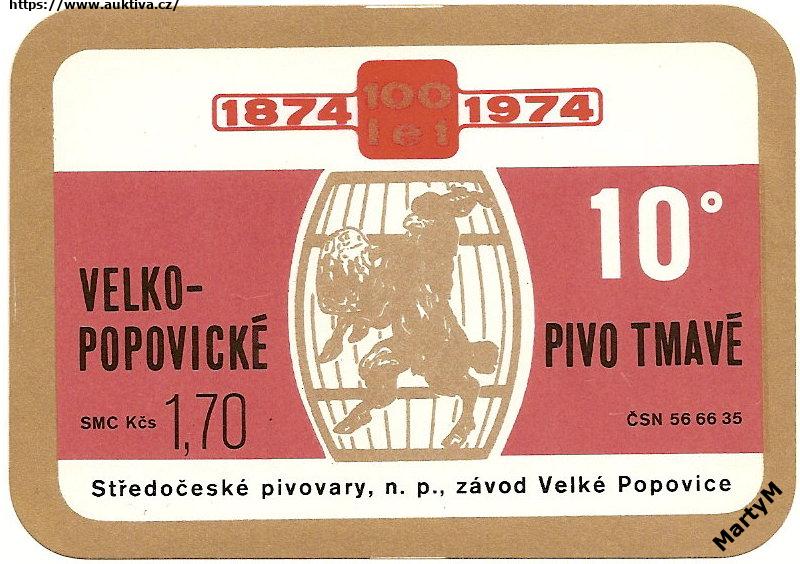 https://www.auktiva.cz/
1874 100 let 1974
10°
VELKO-
POPOVICKÉ
PIVO TMAVÉ
SMC Kčs 1,70
ČSN 56 66 35
Středočeské pivovary, n. p., závod Velké Popovice
MartyM